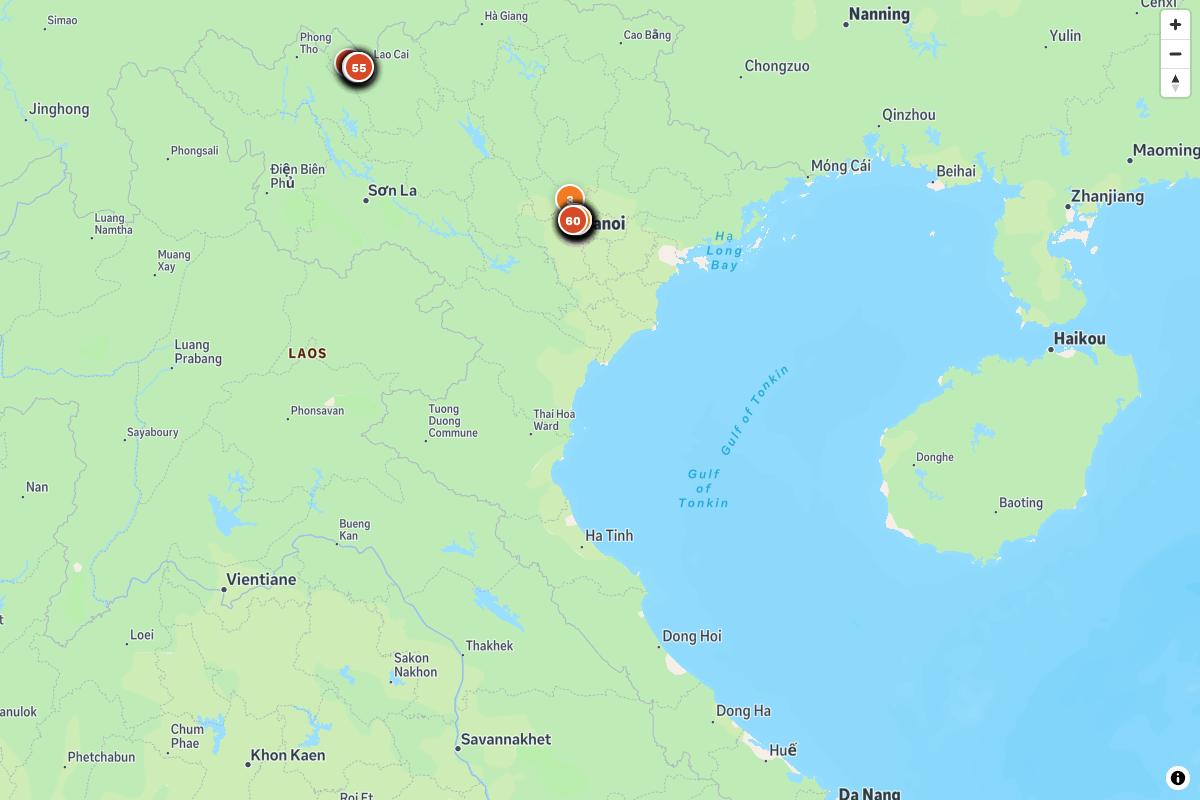 Simao
Hà Giang
Nanning
Cenxi
Phong
Tho
Lao Cai
Cao Bằng
Yulin
55
Chongzuo
Jinghong
Qinzhou
Phongsali
Maoming
Điện Biên
Phủ
Móng Cái
Beihai
Sơn La
Zhanjiang
3
60
anoi
Luang
Namtha
Hạ
Long
Bay
Muang
Xay
Haikou
Luang
Prabang
LAOS
Gulf of Tonkin
Phonsavan
Tuong
Duong
Commune
Thai Hoa
Ward
Sayaboury
Donghe
Gulf
of
Tonkin
Nan
Baoting
Bueng
Kan
Ha Tinh
Vientiane
Loei
Dong Hoi
Thakhek
Sakon
Nakhon
anulok
Dong Ha
Chum
Phae
Savannakhet
Huế
Phetchabun
Khon Kaen
Roi Et
Da Nang